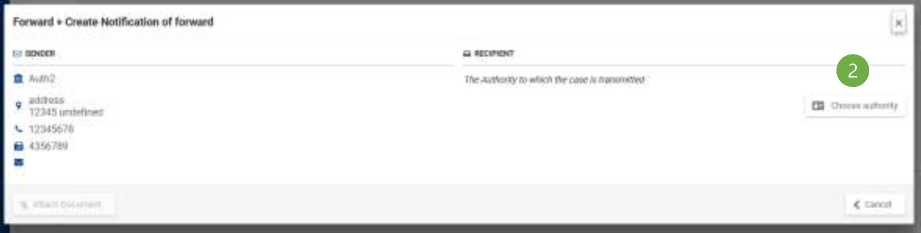 Forward + Create Notification of forward
SENDER
RECIPIENT
Auth2
The Authority to which the case is transmitted
2
address
12345 undefined
Choose authority
12345678
4356789
Attach Document
Cancel